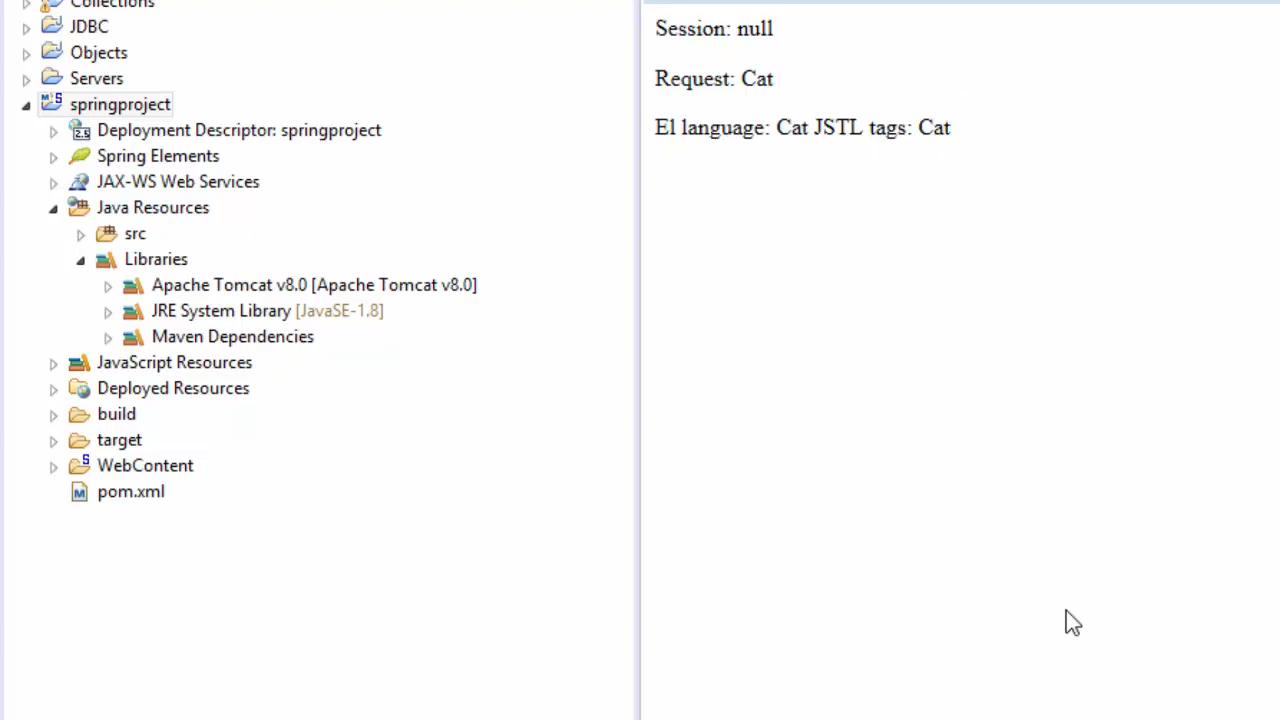 Collections
JDBC
Objects
Servers
springproject
Deployment Descriptor: springproject
Spring Elements
JAX-WS Web Services
Java Resources
src
Libraries
Apache Tomcat v8.0 [Apache Tomcat v8.0]
JRE System Library [JavaSE-1.8]
Maven Dependencies
JavaScript Resources
Deployed Resources
build
target
WebContent
pom.xml
Session: null
Request: Cat
El language: Cat JSTL tags: Cat